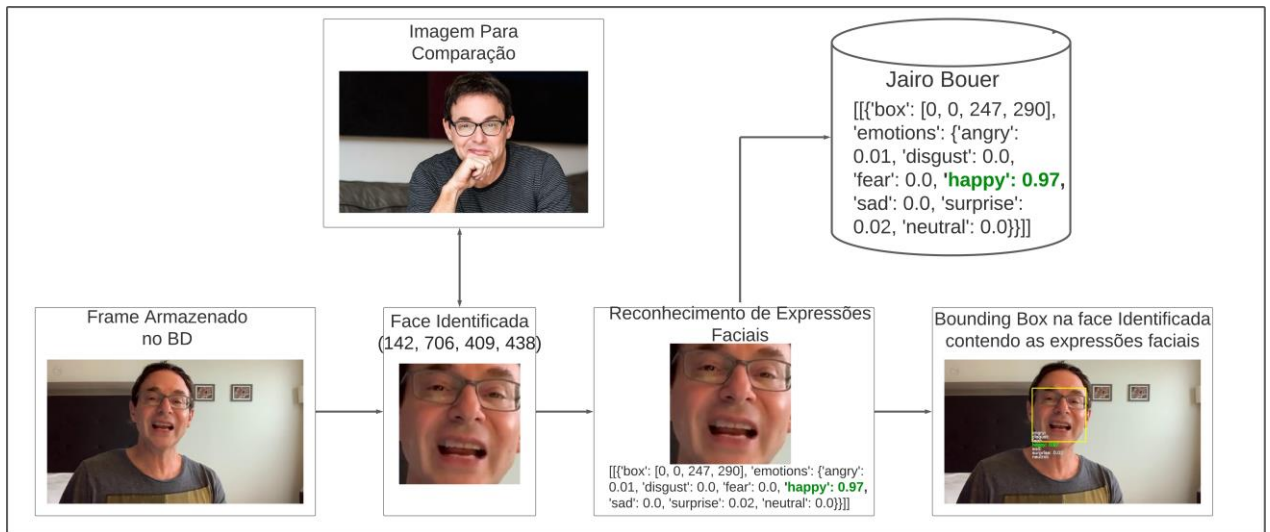 Imagem Para
Comparação
Jairo Bouer
[[{'box': [0, 0, 247, 290],
'emotions': {'angry':
0.01, 'disgust': 0.0,
'fear': 0.0, 'happy': 0.97,
'sad': 0.0, 'surprise':
0.02, 'neutral': 0.0}}]]
Frame Armazenado
no BD
Face Identificada
(142, 706, 409, 438)
Reconhecimento de Expressões
Faciais
[[{'box': [0, 0, 247, 290], 'emotions': {'angry':
0.01, 'disgust': 0.0, 'fear': 0.0, 'happy': 0.97,
'sad': 0.0, 'surprise': 0.02, 'neutral': 0.0}}]]
Bounding Box na face Identificada
contendo as expressões faciais